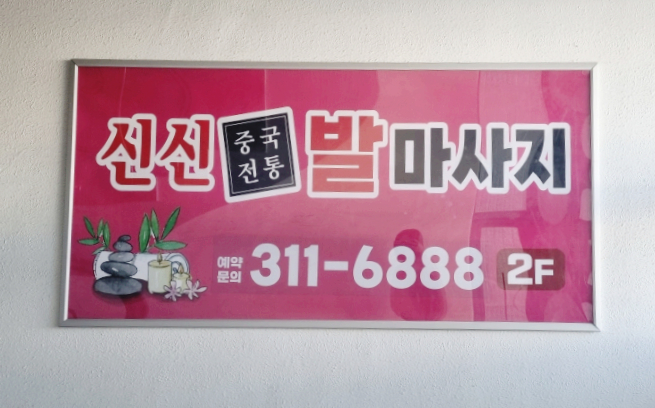 신신 중국 전통 발 마사지
예약 문의 311-6888 2F